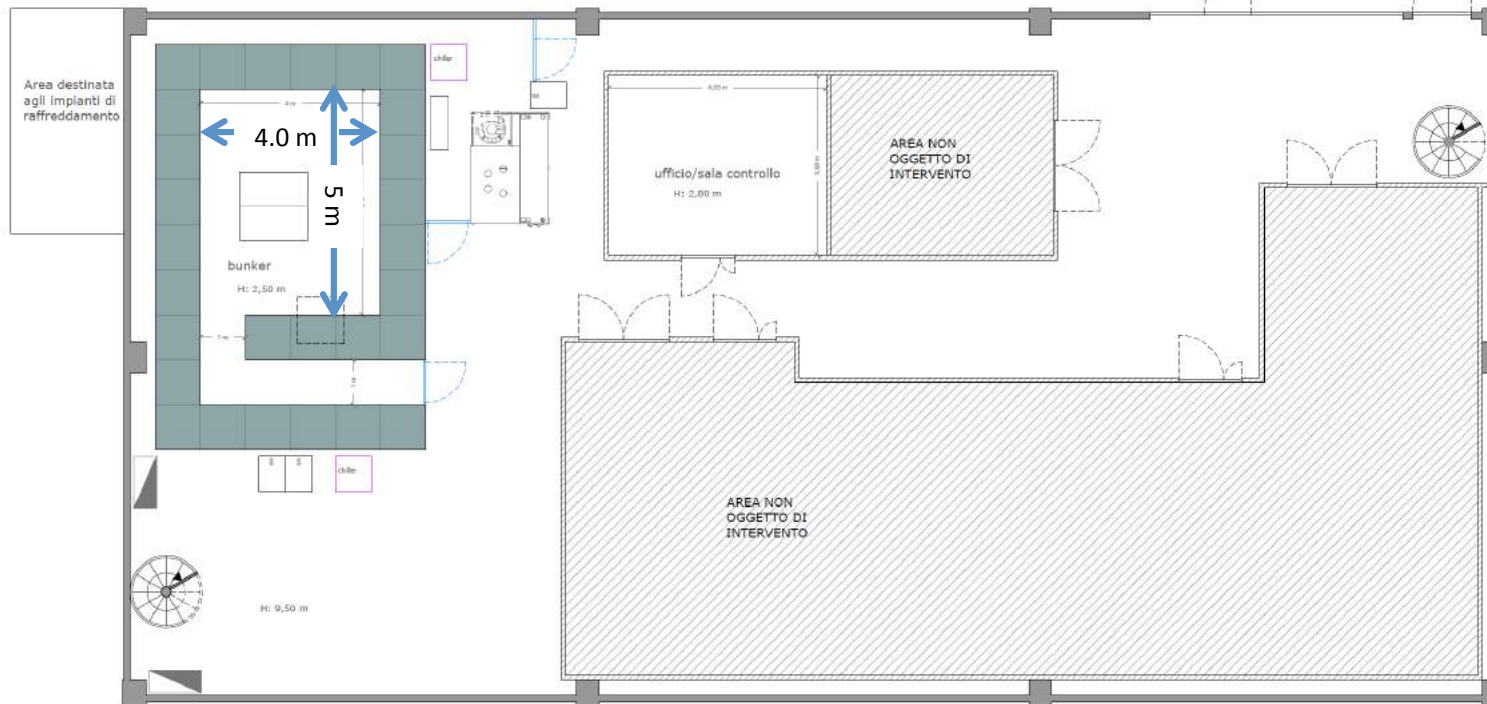 Area destinata
agli impianti di
raffreddamento
chiller
4.0 m
5 m
bunker
H: 2,50 m
ufficio/sala controllo
H: 2,80 m
AREA NON
OGGETTO DI
INTERVENTO
chiller
AREA NON
OGGETTO DI
INTERVENTO
H: 9,50 m